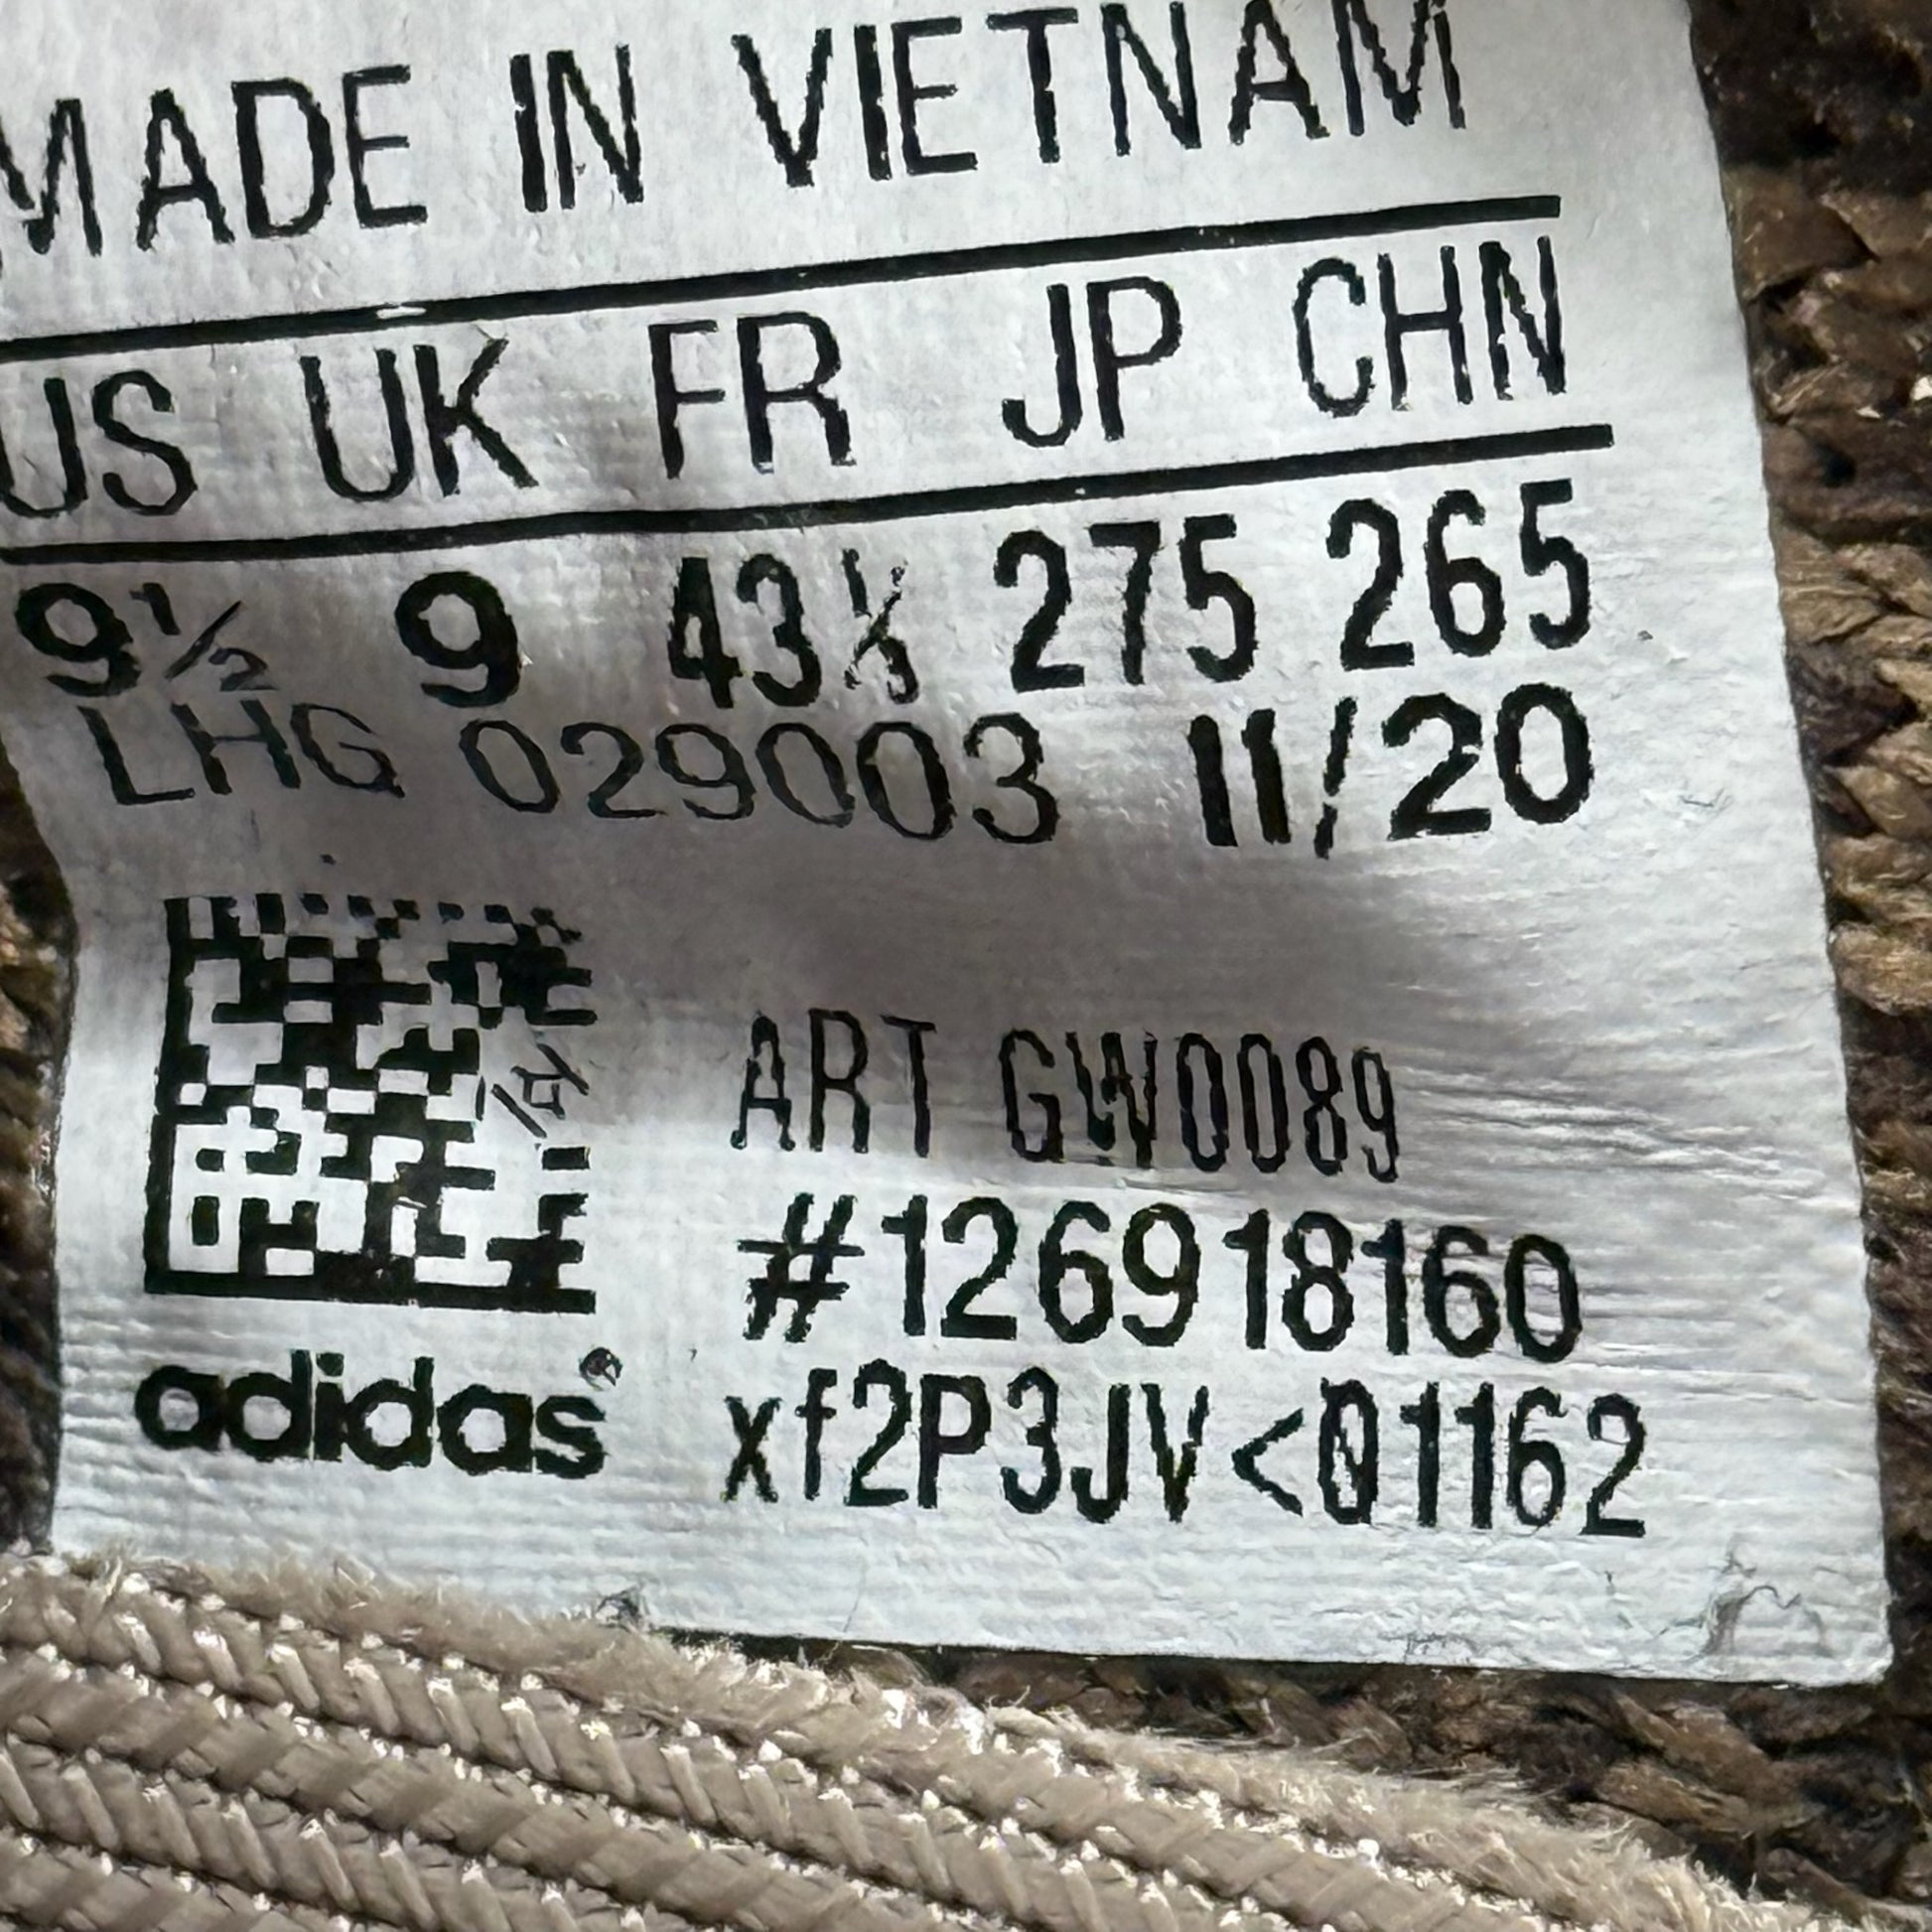 MADE IN VIETNAM
US UK FR JP CHN
9½ 9 43⅓ 275 265
LHG 029003 11/20
ART GW0089
#126918160
adidas® xf2P3JV<01162